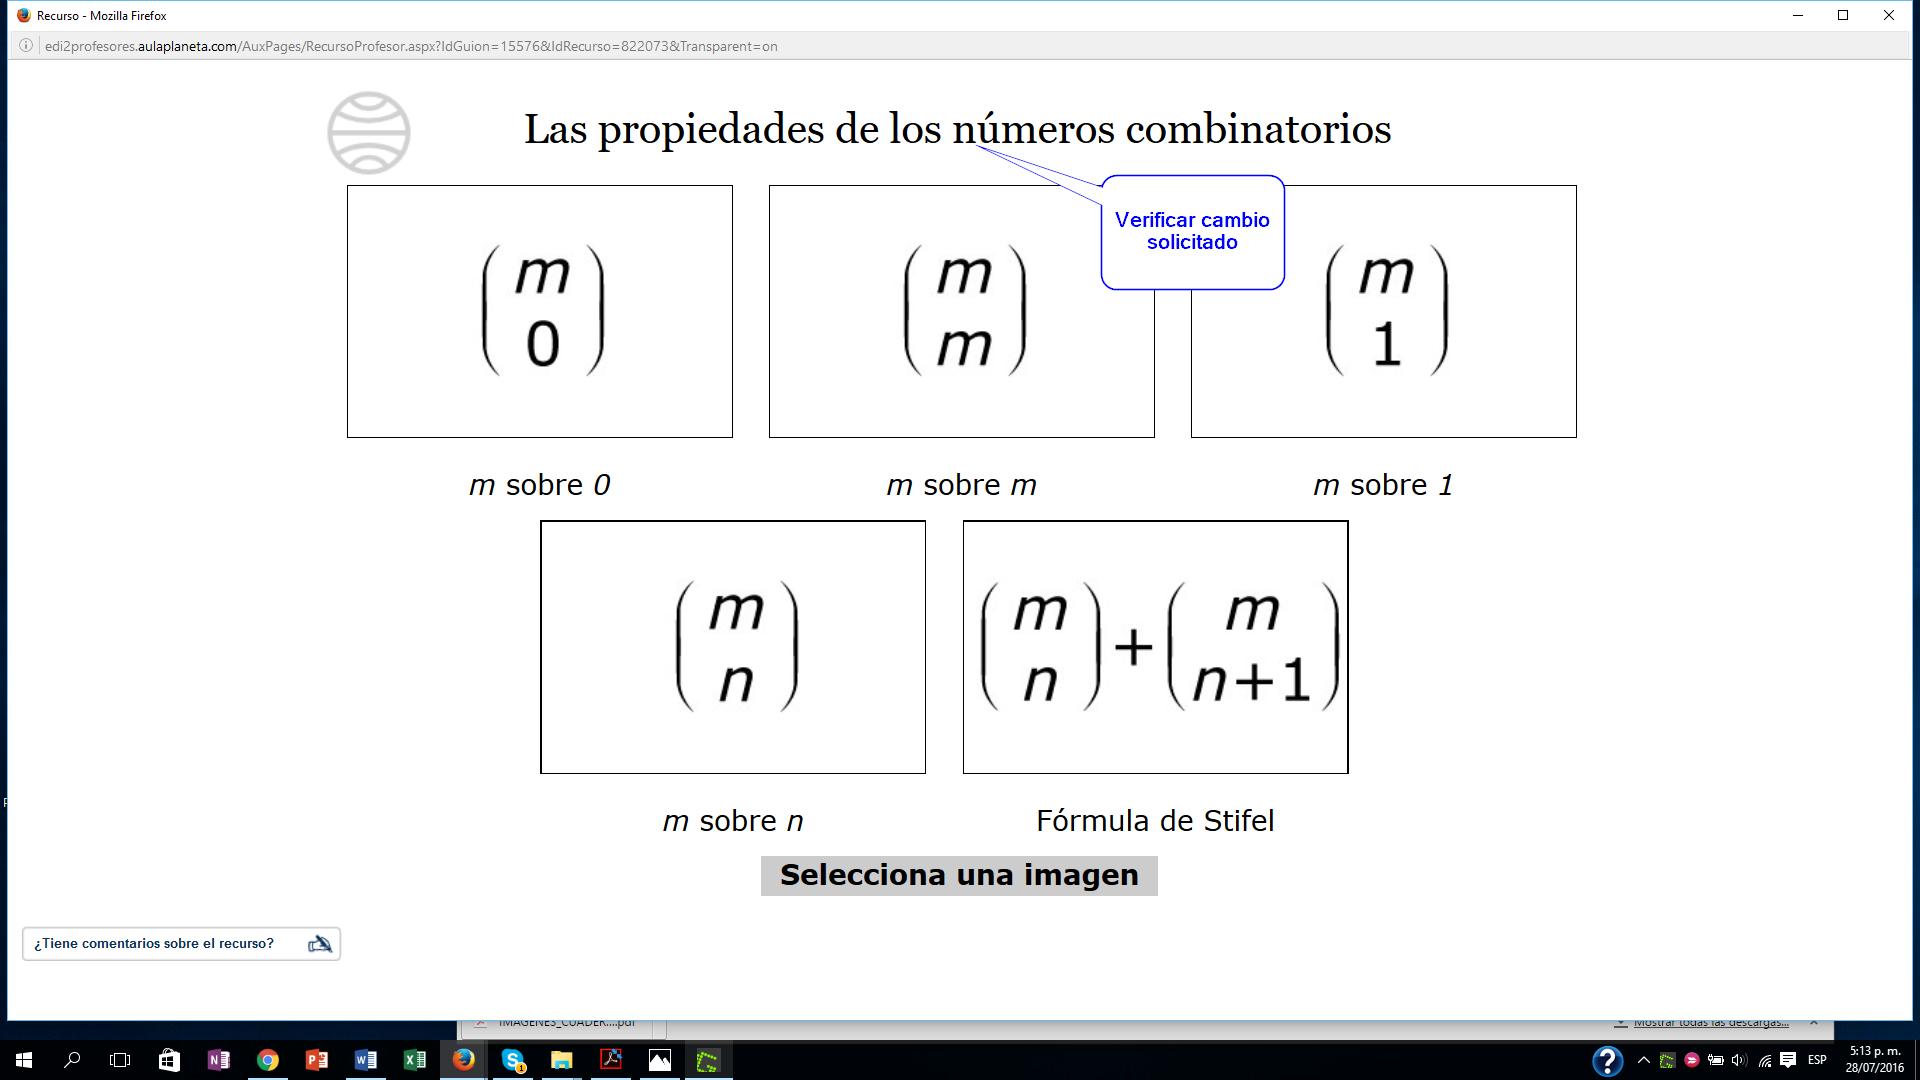 Recurso - Mozilla Firefox
edi2profesores.aulaplaneta.com/AuxPages/RecursoProfesor.aspx?IdGuion=15576&IdRecurso=822073&Transparent=on
Las propiedades de los números combinatorios
Verificar cambio
solicitado
m
0
m
m
m
1
m sobre 0
m sobre m
m sobre 1
m
n
m
n
+
m
n+1
m sobre n
Fórmula de Stifel
Selecciona una imagen
¿Tiene comentarios sobre el recurso?
IMAGENES_CUADER....pdf
Mostrar todas las descargas...
ESP
5:13 p. m.
28/07/2016